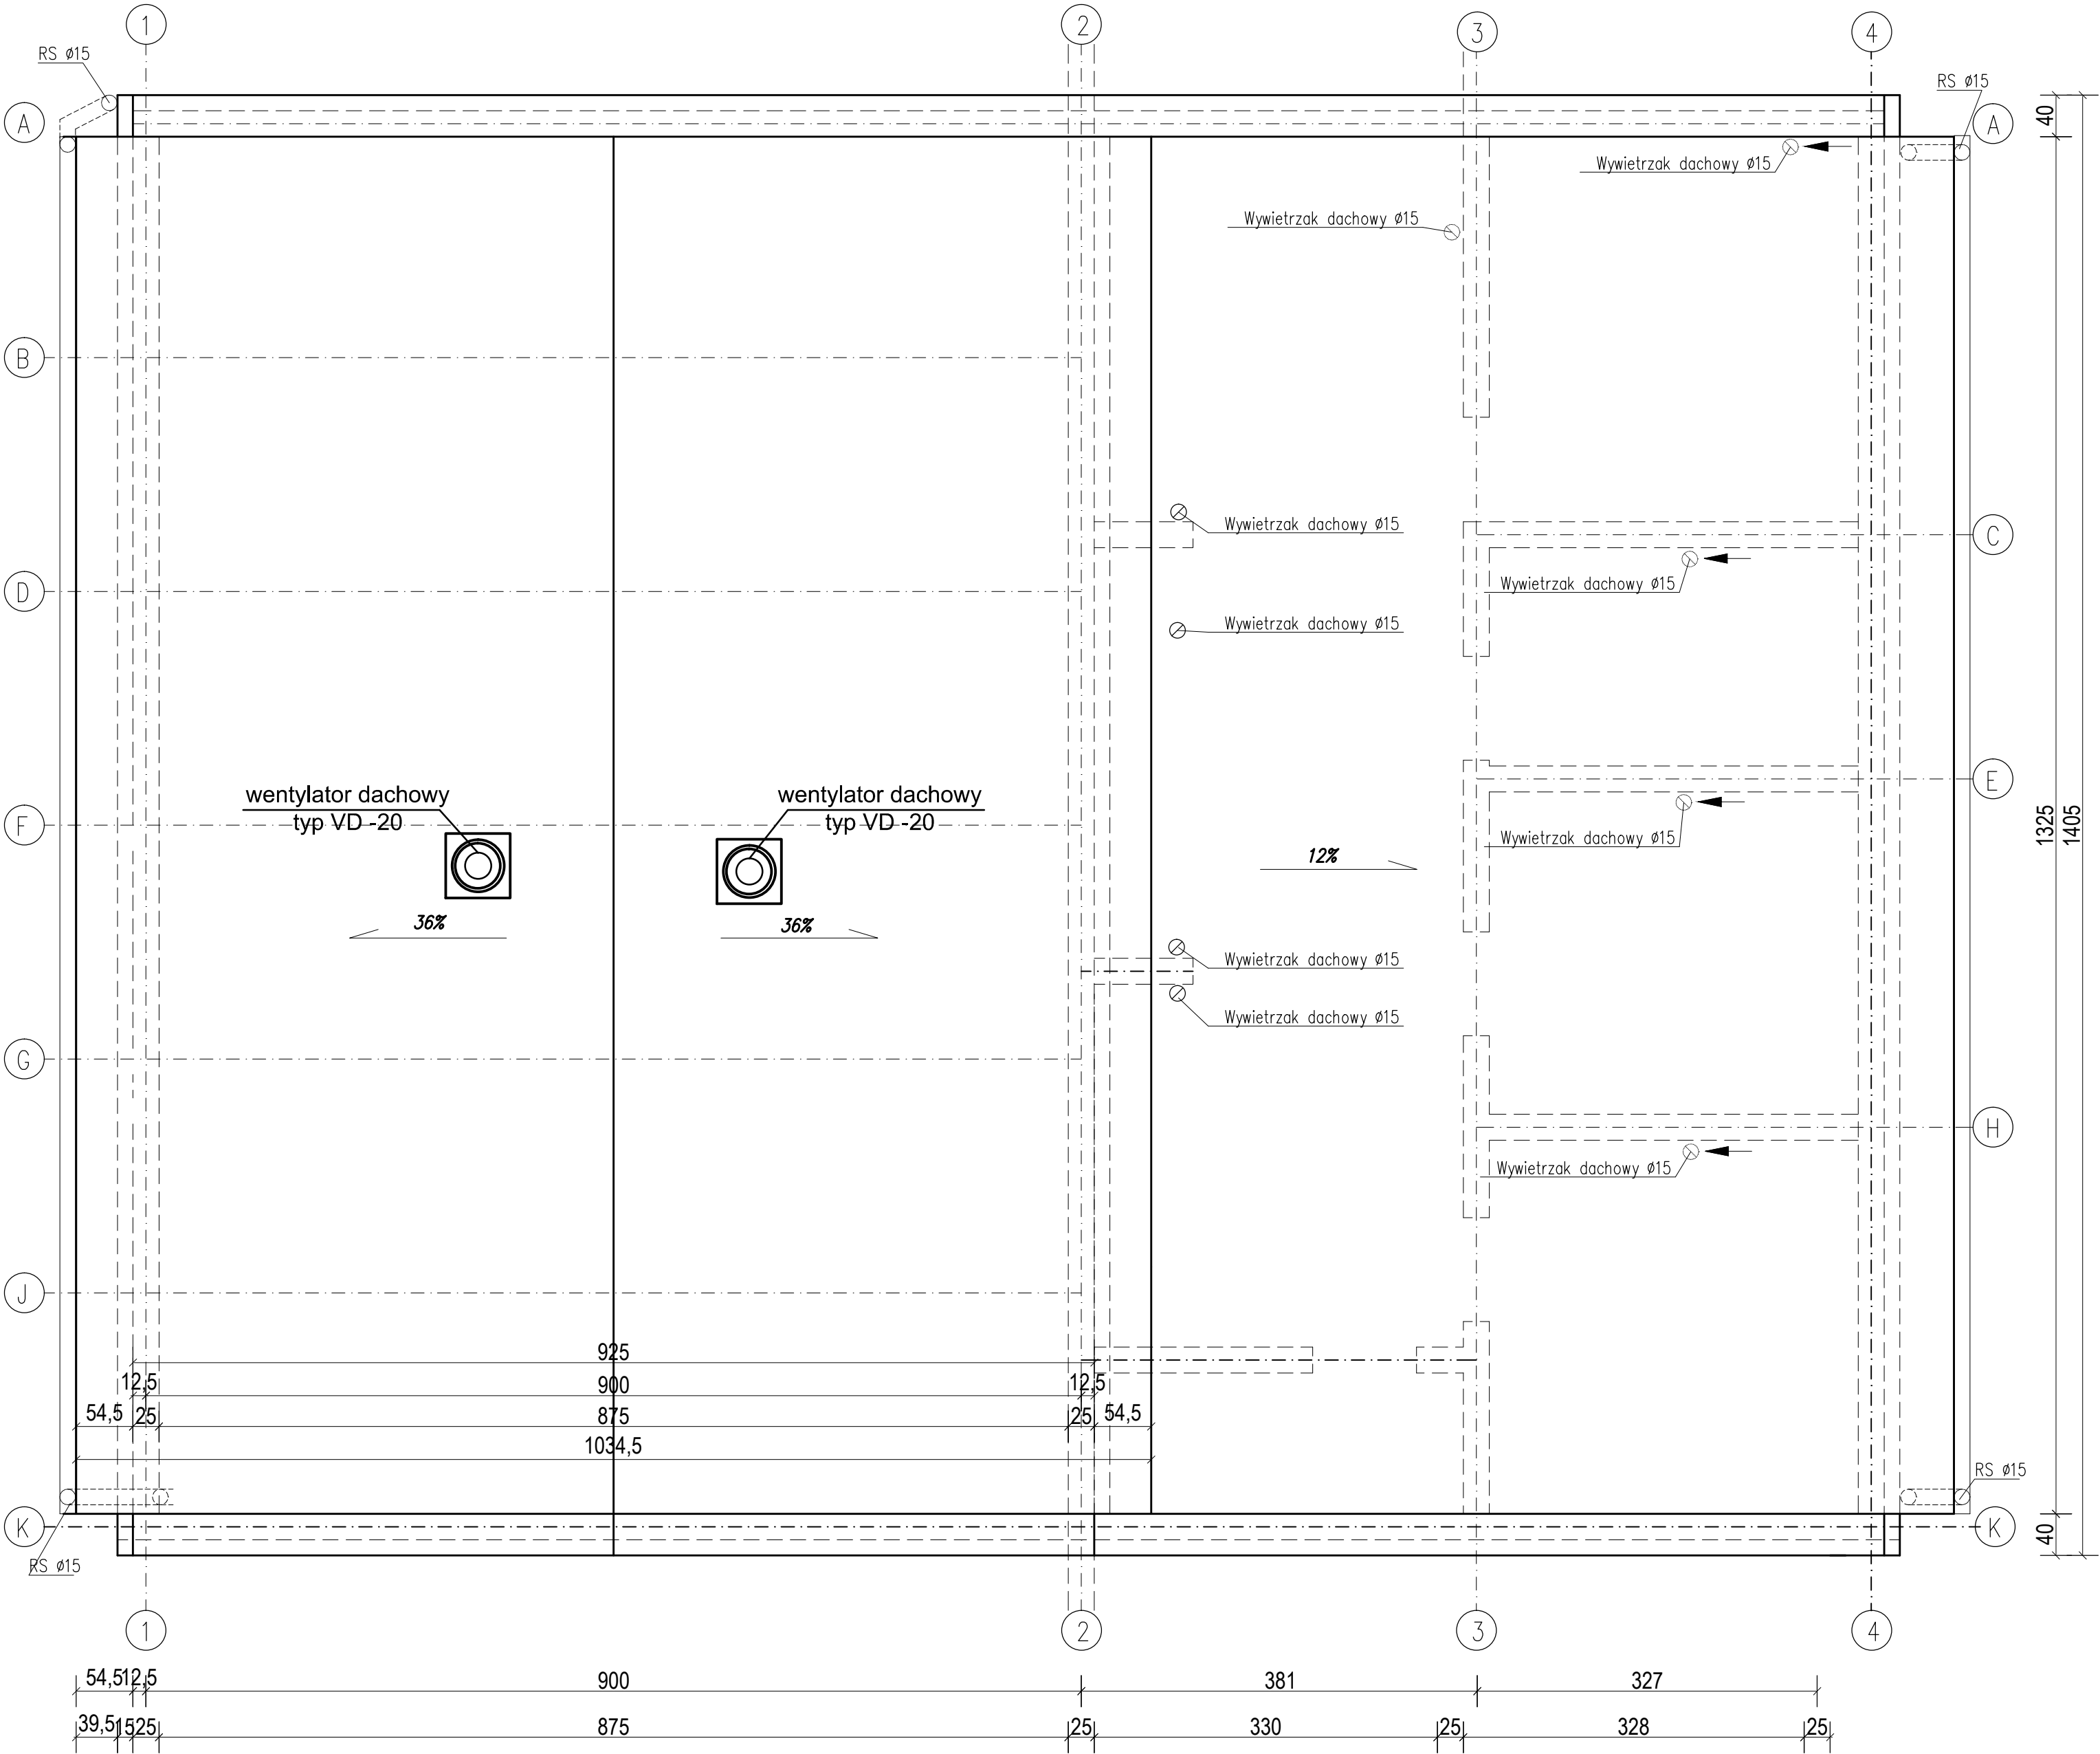 1
2
3
4
RS ø15
RS ø15
A
A
40
Wywietrzak dachowy ø15
Wywietrzak dachowy ø15
B
Wywietrzak dachowy ø15
C
Wywietrzak dachowy ø15
D
Wywietrzak dachowy ø15
E
wentylator dachowy
typ VD -20
wentylator dachowy
typ VD -20
F
Wywietrzak dachowy ø15
1325
1405
12%
36%
36%
Wywietrzak dachowy ø15
Wywietrzak dachowy ø15
G
H
Wywietrzak dachowy ø15
J
925
12,5
900
12,5
54,5
25
875
25
54,5
1034,5
RS ø15
K
K
40
RS ø15
1
2
3
4
54,5
12,5
900
381
327
39,5
15
25
875
25
330
25
328
25